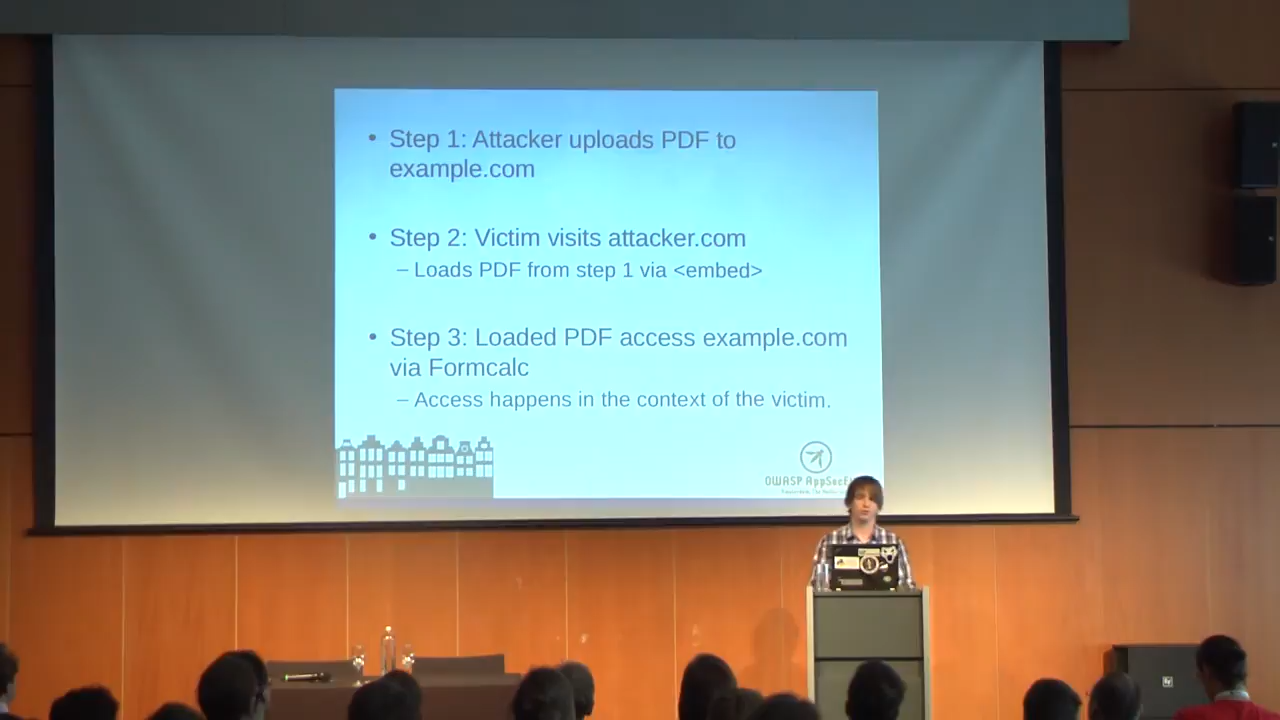 • Step 1: Attacker uploads PDF to
example.com
• Step 2: Victim visits attacker.com
– Loads PDF from step 1 via <embed>
• Step 3: Loaded PDF access example.com
via Formcalc
– Access happens in the context of the victim.
OWASP AppSecE